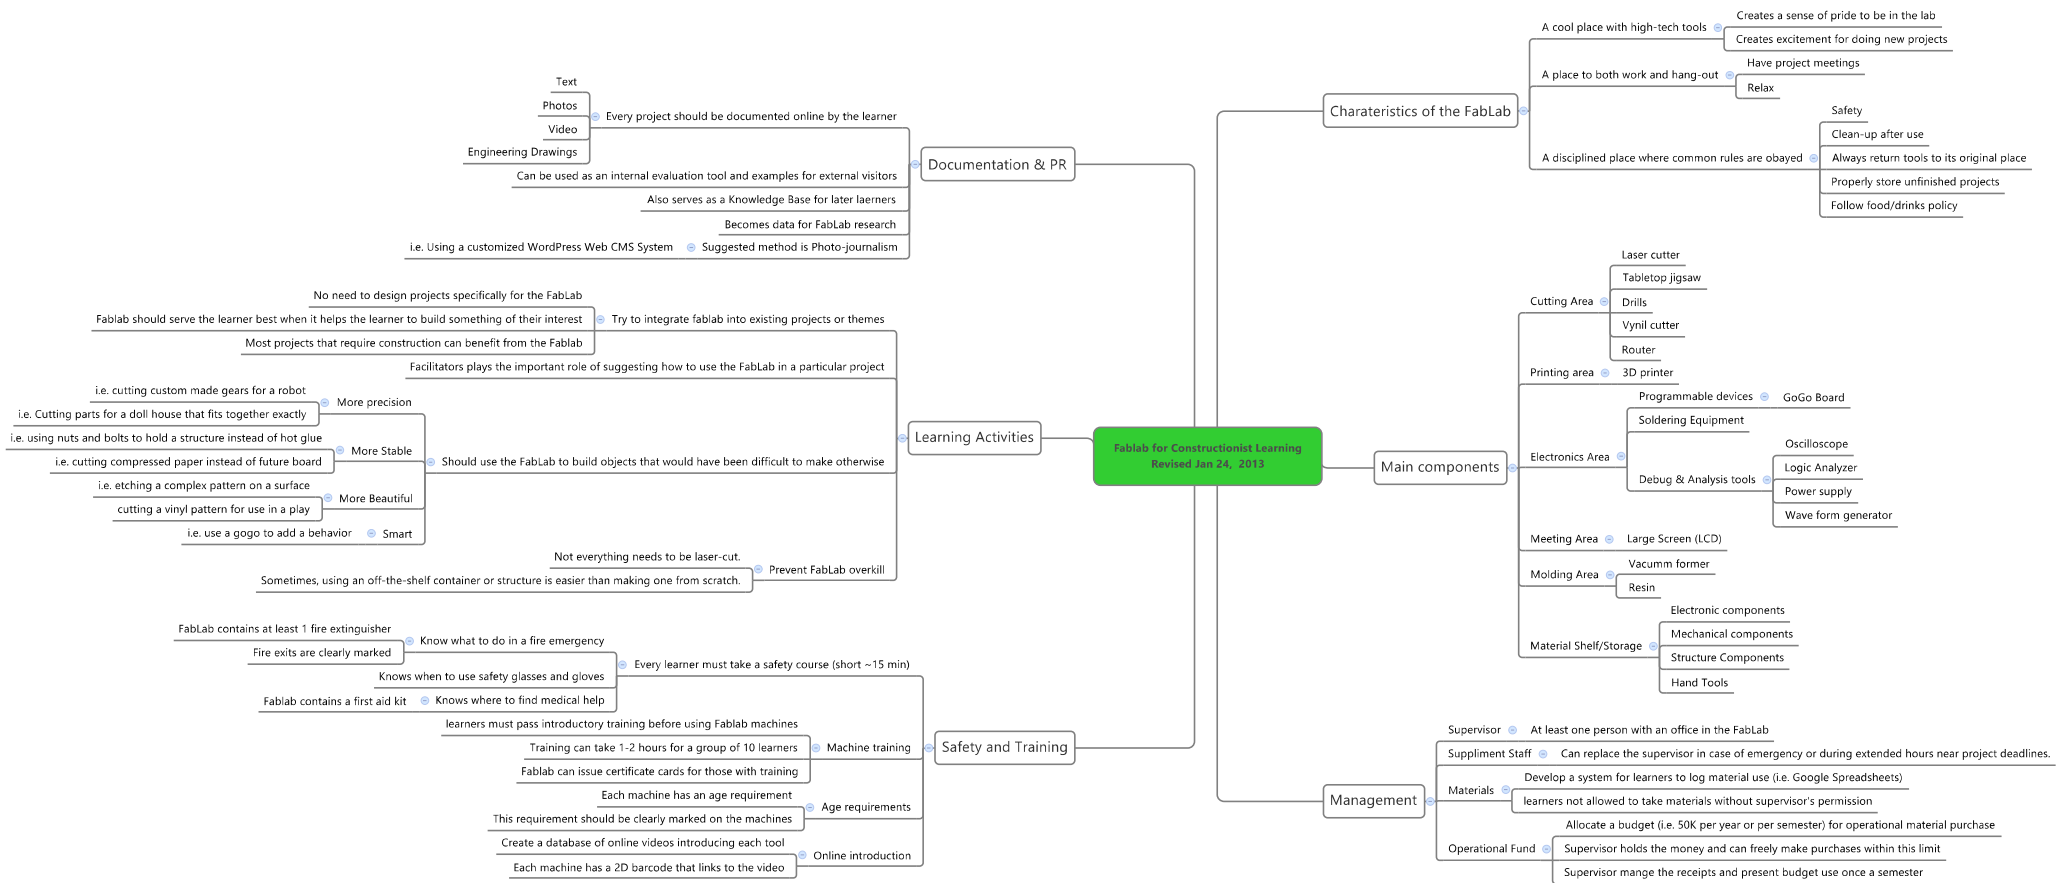 Fablab for Constructionist Learning
Revised Jan 24, 2013
Charateristics of the FabLab
A cool place with high-tech tools
Creates a sense of pride to be in the lab
Creates excitement for doing new projects
A place to both work and hang-out
Have project meetings
Relax
A disciplined place where common rules are obayed
Safety
Clean-up after use
Always return tools to its original place
Properly store unfinished projects
Follow food/drinks policy
Main components
Cutting Area
Laser cutter
Tabletop jigsaw
Drills
Vynil cutter
Router
Printing area
3D printer
Electronics Area
Programmable devices
GoGo Board
Soldering Equipment
Debug & Analysis tools
Oscilloscope
Logic Analyzer
Power supply
Wave form generator
Meeting Area
Large Screen (LCD)
Molding Area
Vacumm former
Resin
Material Shelf/Storage
Electronic components
Mechanical components
Structure Components
Hand Tools
Management
Supervisor
At least one person with an office in the FabLab
Suppliment Staff
Can replace the supervisor in case of emergency or during extended hours near project deadlines.
Materials
Develop a system for learners to log material use (i.e. Google Spreadsheets)
learners not allowed to take materials without supervisor's permission
Operational Fund
Allocate a budget (i.e. 50K per year or per semester) for operational material purchase
Supervisor holds the money and can freely make purchases within this limit
Supervisor mange the receipts and present budget use once a semester
Documentation & PR
Every project should be documented online by the learner
Text
Photos
Video
Engineering Drawings
Can be used as an internal evaluation tool and examples for external visitors
Also serves as a Knowledge Base for later laerners
Becomes data for FabLab research
Suggested method is Photo-journalism
i.e. Using a customized WordPress Web CMS System
Learning Activities
Try to integrate fablab into existing projects or themes
No need to design projects specifically for the FabLab
Fablab should serve the learner best when it helps the learner to build something of their interest
Most projects that require construction can benefit from the Fablab
Facilitators plays the important role of suggesting how to use the FabLab in a particular project
Should use the FabLab to build objects that would have been difficult to make otherwise
More precision
i.e. cutting custom made gears for a robot
i.e. Cutting parts for a doll house that fits together exactly
More Stable
i.e. using nuts and bolts to hold a structure instead of hot glue
i.e. cutting compressed paper instead of future board
More Beautiful
i.e. etching a complex pattern on a surface
cutting a vinyl pattern for use in a play
Smart
i.e. use a gogo to add a behavior
Prevent FabLab overkill
Not everything needs to be laser-cut.
Sometimes, using an off-the-shelf container or structure is easier than making one from scratch.
Safety and Training
Every learner must take a safety course (short ~15 min)
Know what to do in a fire emergency
FabLab contains at least 1 fire extinguisher
Fire exits are clearly marked
Knows when to use safety glasses and gloves
Knows where to find medical help
Fablab contains a first aid kit
Machine training
learners must pass introductory training before using Fablab machines
Training can take 1-2 hours for a group of 10 learners
Fablab can issue certificate cards for those with training
Age requirements
Each machine has an age requirement
This requirement should be clearly marked on the machines
Online introduction
Create a database of online videos introducing each tool
Each machine has a 2D barcode that links to the video